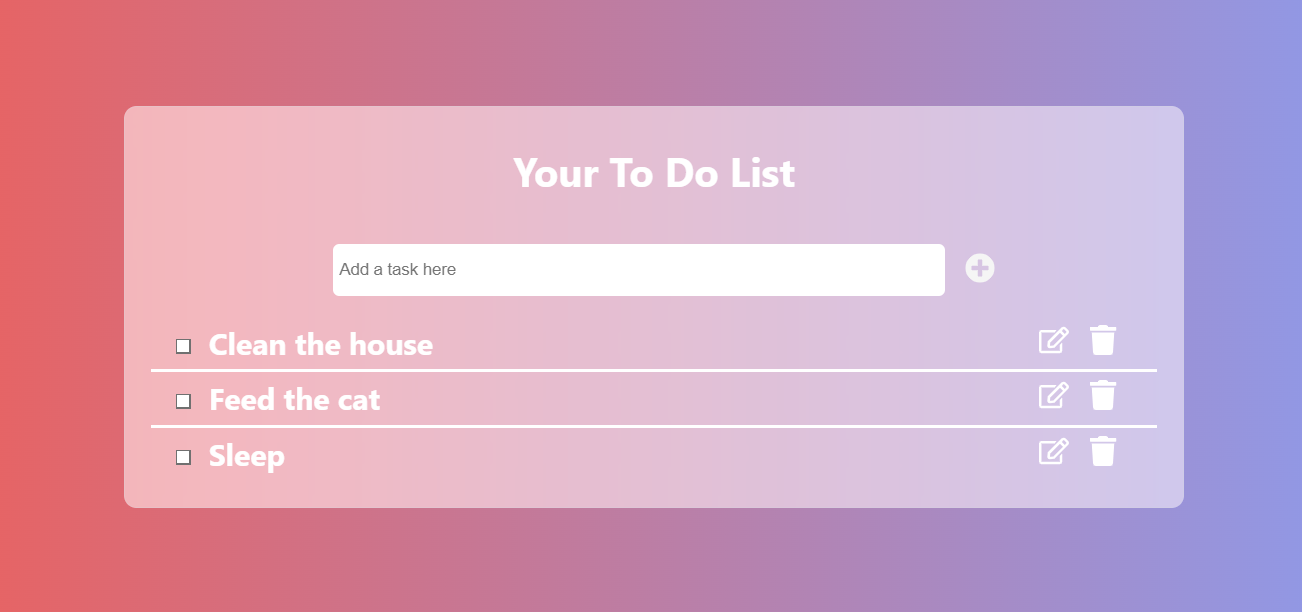 Your To Do List
Add a task here
Clean the house
Feed the cat
Sleep